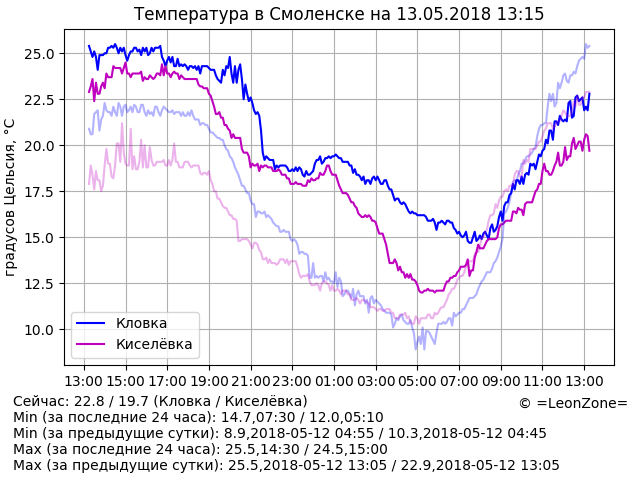 Температура в Смоленске на 13.05.2018 13:15
градусов Цельсия, °C
25.0
22.5
20.0
17.5
15.0
12.5
10.0
Кловка
Киселёвка
13:00 15:00 17:00 19:00 21:00 23:00 01:00 03:00 05:00 07:00 09:00 11:00 13:00
Сейчас: 22.8 / 19.7 (Кловка / Киселёвка)
© =LeonZone=
Min (за последние 24 часа): 14.7,07:30 / 12.0,05:10
Min (за предыдущие сутки): 8.9,2018-05-12 04:55 / 10.3,2018-05-12 04:45
Max (за последние 24 часа): 25.5,14:30 / 24.5,15:00
Max (за предыдущие сутки): 25.5,2018-05-12 13:05 / 22.9,2018-05-12 13:05